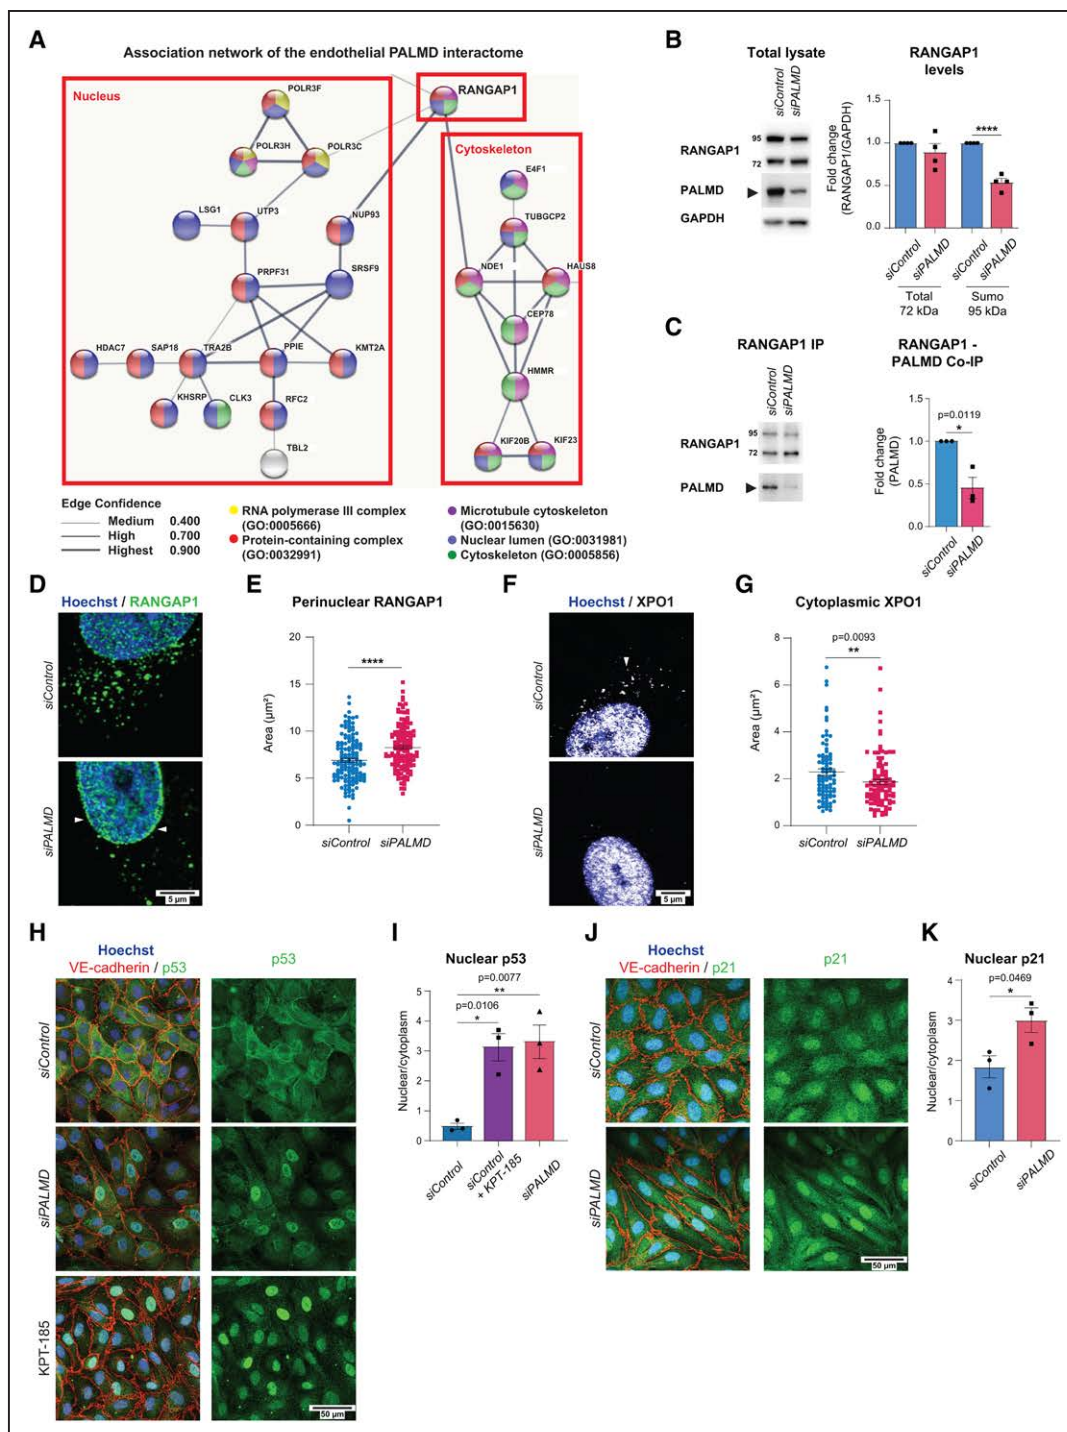 A
Association network of the endothelial PALMD interactome
Nucleus
RANGAP1
POLR3F
POLR3H
POLR3C
Cytoskeleton
E4F1
LSG1
UTP3
NUP93
TUBGCP2
NDE1
HAUS8
PRPF31
SRSF9
CEP78
HDAC7
SAP18
TRA2B
PPIE
KMT2A
HMMR
KHSRP
CLK3
RFC2
TBL2
KIF20B
KIF23
Edge Confidence
Medium 0.400
High 0.700
Highest 0.900
RNA polymerase III complex
(GO:0005666)
Protein-containing complex
(GO:0032991)
Microtubule cytoskeleton
(GO:0015630)
Nuclear lumen (GO:0031981)
Cytoskeleton (GO:0005856)
B
Total lysate
siControl
siPALMD
RANGAP1
95
72
PALMD
GAPDH
RANGAP1
levels
Fold change
(RANGAP1/GAPDH)
1.5
1.0
0.5
0.0
****
siControl
siPALMD
siControl
siPALMD
Total
72 kDa
Sumo
95 kDa
C
RANGAP1 IP
siControl
siPALMD
RANGAP1
95
72
PALMD
RANGAP1 -
PALMD Co-IP
Fold change
(PALMD)
1.5
1.0
0.5
0.0
p=0.0119
*
siControl
siPALMD
D
Hoechst / RANGAP1
siControl
siPALMD
5 µm
E
Perinuclear RANGAP1
Area (µm²)
20
15
10
5
0
****
siControl
siPALMD
F
Hoechst / XPO1
siControl
siPALMD
5 µm
G
Cytoplasmic XPO1
Area (µm²)
8
6
4
2
0
p=0.0093
**
siControl
siPALMD
H
Hoechst
VE-cadherin / p53
p53
siControl
siPALMD
KPT-185
50 µm
I
Nuclear p53
p=0.0077
**
p=0.0106
*
Nuclear/cytoplasm
5
4
3
2
1
0
siControl
siControl
+ KPT-185
siPALMD
J
Hoechst
VE-cadherin / p21
p21
siControl
siPALMD
50 µm
K
Nuclear p21
p=0.0469
*
Nuclear/cytoplasm
4
3
2
1
0
siControl
siPALMD